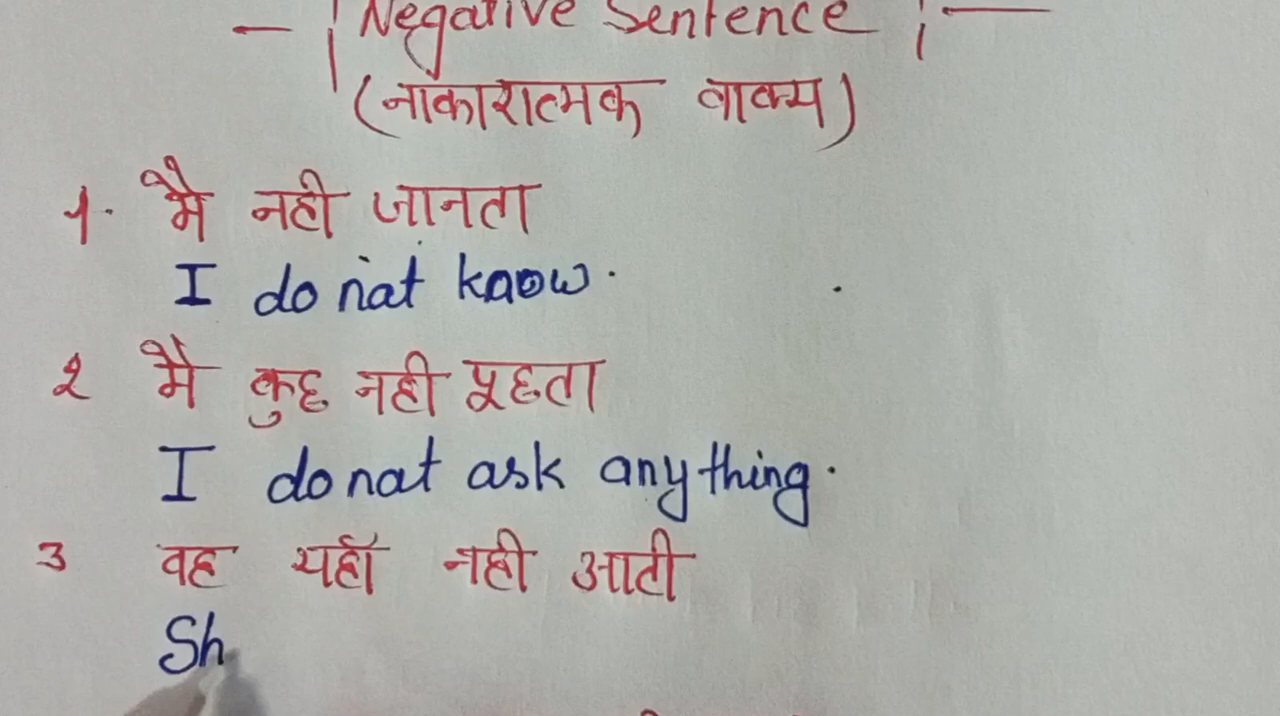 Negative Sentence
(नाकारात्मक वाक्य)
1. मै नही जानता
I do nat know.
2 मै कुछ नही पूछता
I do nat ask anything.
3 वह यहाँ नही आती
Sh